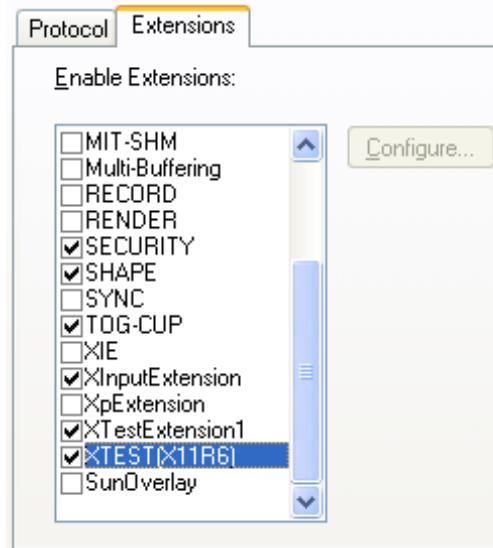 Protocol Extensions
Enable Extensions:
Configure...
MIT-SHM
Multi-Buffering
RECORD
RENDER
SECURITY
SHAPE
SYNC
TOG-CUP
XIE
XInputExtension
XpExtension
XTestExtension1
XTEST(X11R6)
SunOverlay